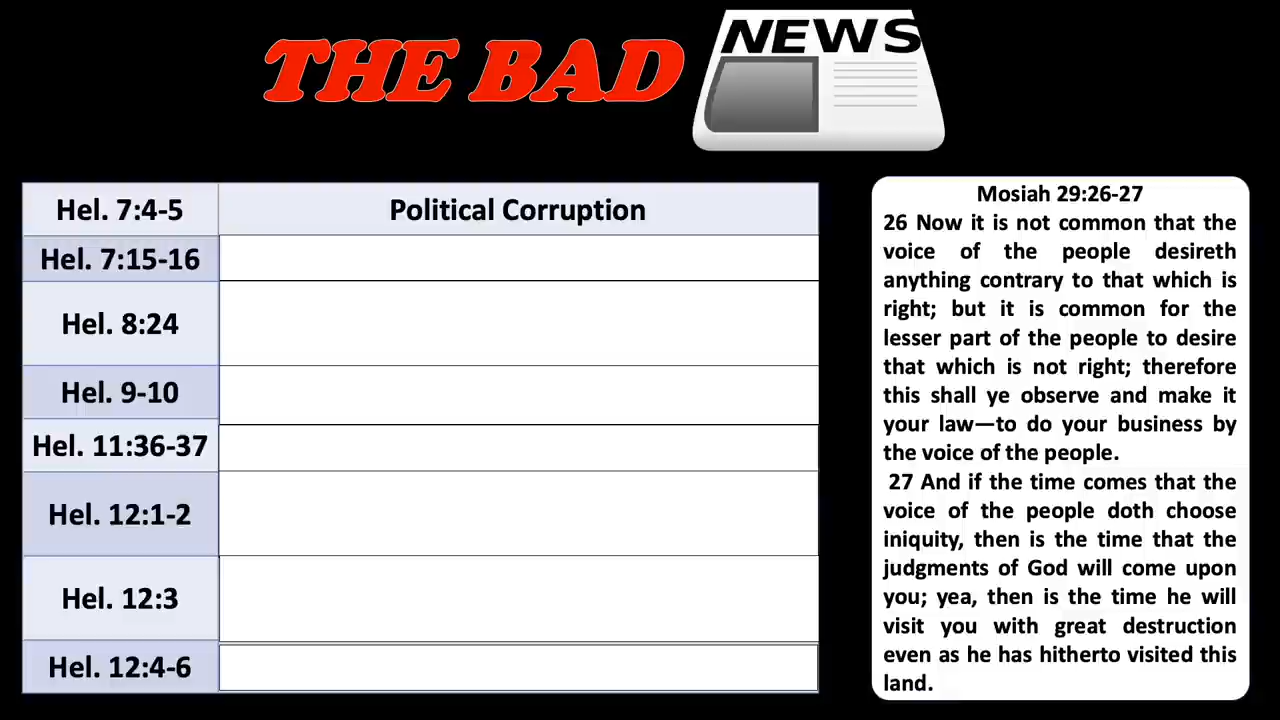 THE BAD NEWS
Hel. 7:4-5 Political Corruption
Hel. 7:15-16
Hel. 8:24
Hel. 9-10
Hel. 11:36-37
Hel. 12:1-2
Hel. 12:3
Hel. 12:4-6
Mosiah 29:26-27
26 Now it is not common that the
voice of the people desireth
anything contrary to that which is
right; but it is common for the
lesser part of the people to desire
that which is not right; therefore
this shall ye observe and make it
your law—to do your business by
the voice of the people.
27 And if the time comes that the
voice of the people doth choose
iniquity, then is the time that the
judgments of God will come upon
you; yea, then is the time he will
visit you with great destruction
even as he has hitherto visited this
land.